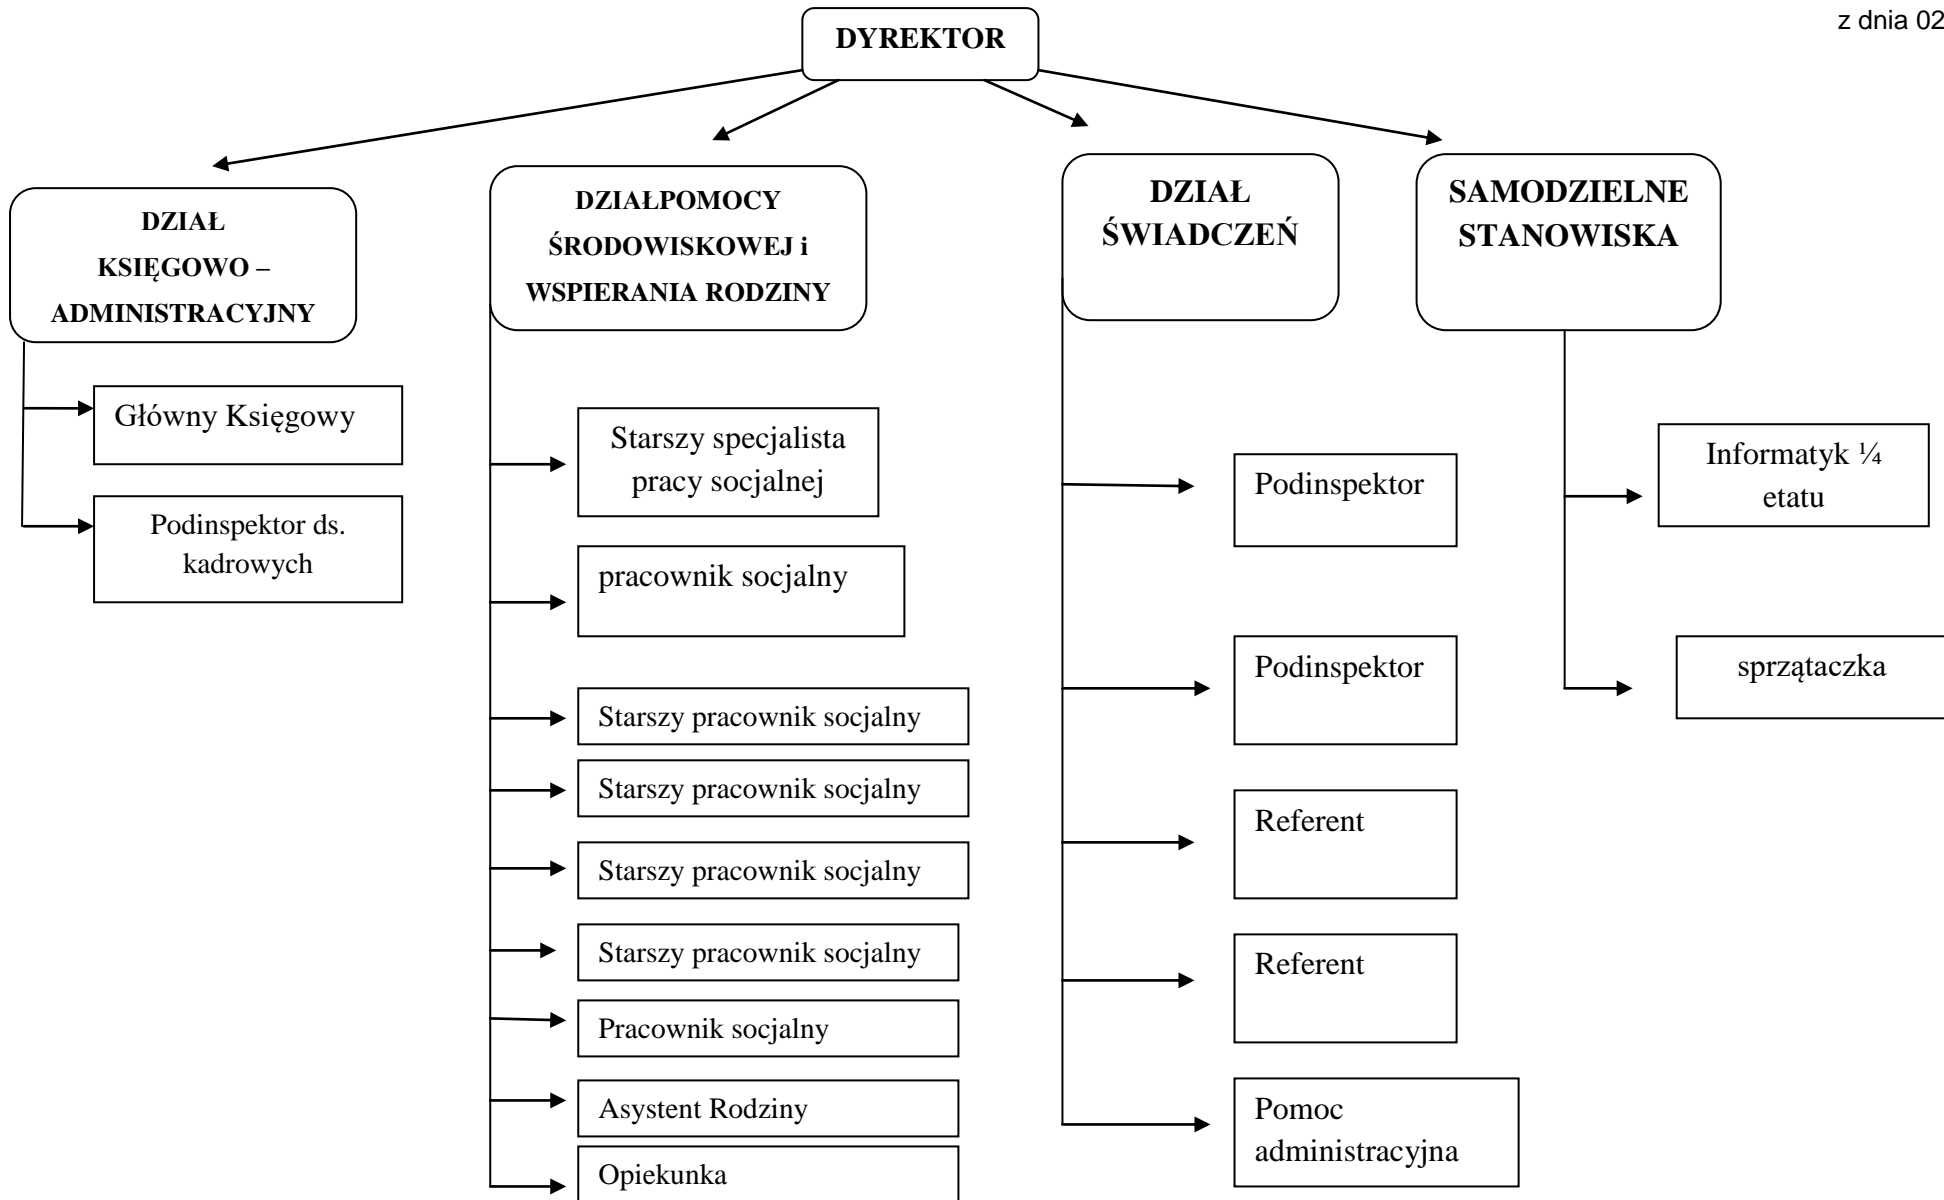 z dnia 02
DYREKTOR
DZIAŁ
KSIĘGOWO –
ADMINISTRACYJNY
Główny Księgowy
Podinspektor ds.
kadrowych
DZIAŁPOMOCY
ŚRODOWISKOWEJ i
WSPIERANIA RODZINY
Starszy specjalista
pracy socjalnej
pracownik socjalny
Starszy pracownik socjalny
Starszy pracownik socjalny
Starszy pracownik socjalny
Starszy pracownik socjalny
Pracownik socjalny
Asystent Rodziny
Opiekunka
DZIAŁ
ŚWIADCZEŃ
Podinspektor
Podinspektor
Referent
Referent
Pomoc
administracyjna
SAMODZIELNE
STANOWISKA
Informatyk ¼
etatu
sprzątaczka